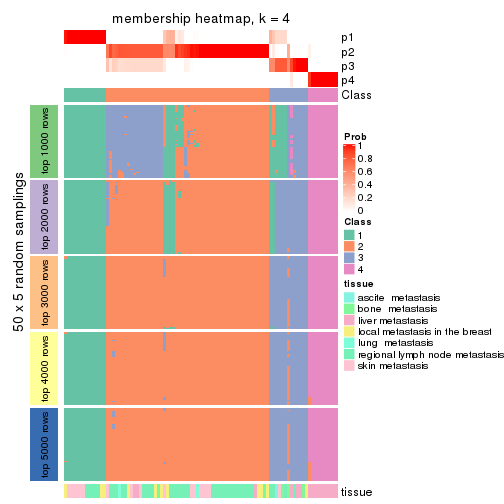 membership heatmap, k = 4
p1
p2
p3
p4
Class
50 x 5 random samplings
top 1000 rows
top 2000 rows
top 3000 rows
top 4000 rows
top 5000 rows
tissue
Prob
1
0.8
0.6
0.4
0.2
0
Class
1
2
3
4
tissue
ascite metastasis
bone metastasis
liver metastasis
local metastasis in the breast
lung metastasis
regional lymph node metastasis
skin metastasis